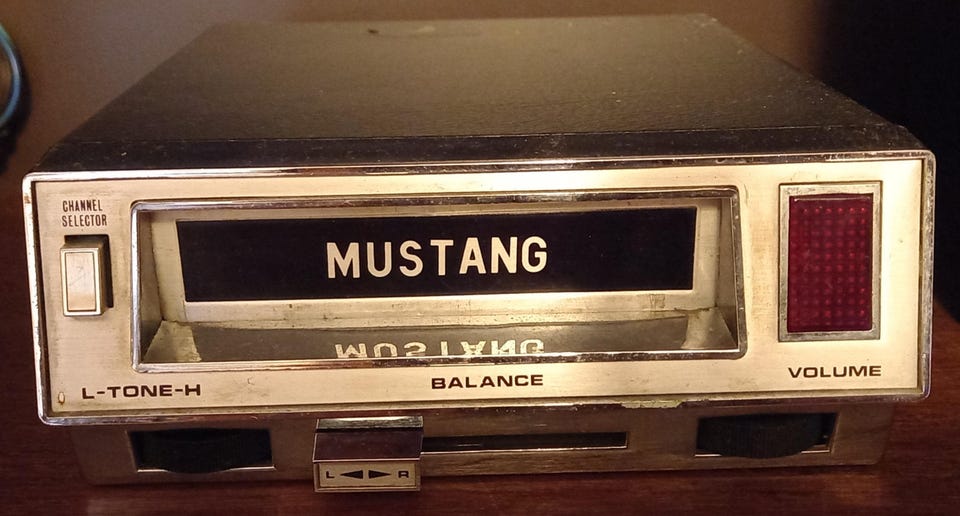 CHANNEL
SELECTOR
MUSTANG
L-TONE-H
BALANCE
VOLUME
L ◄► R